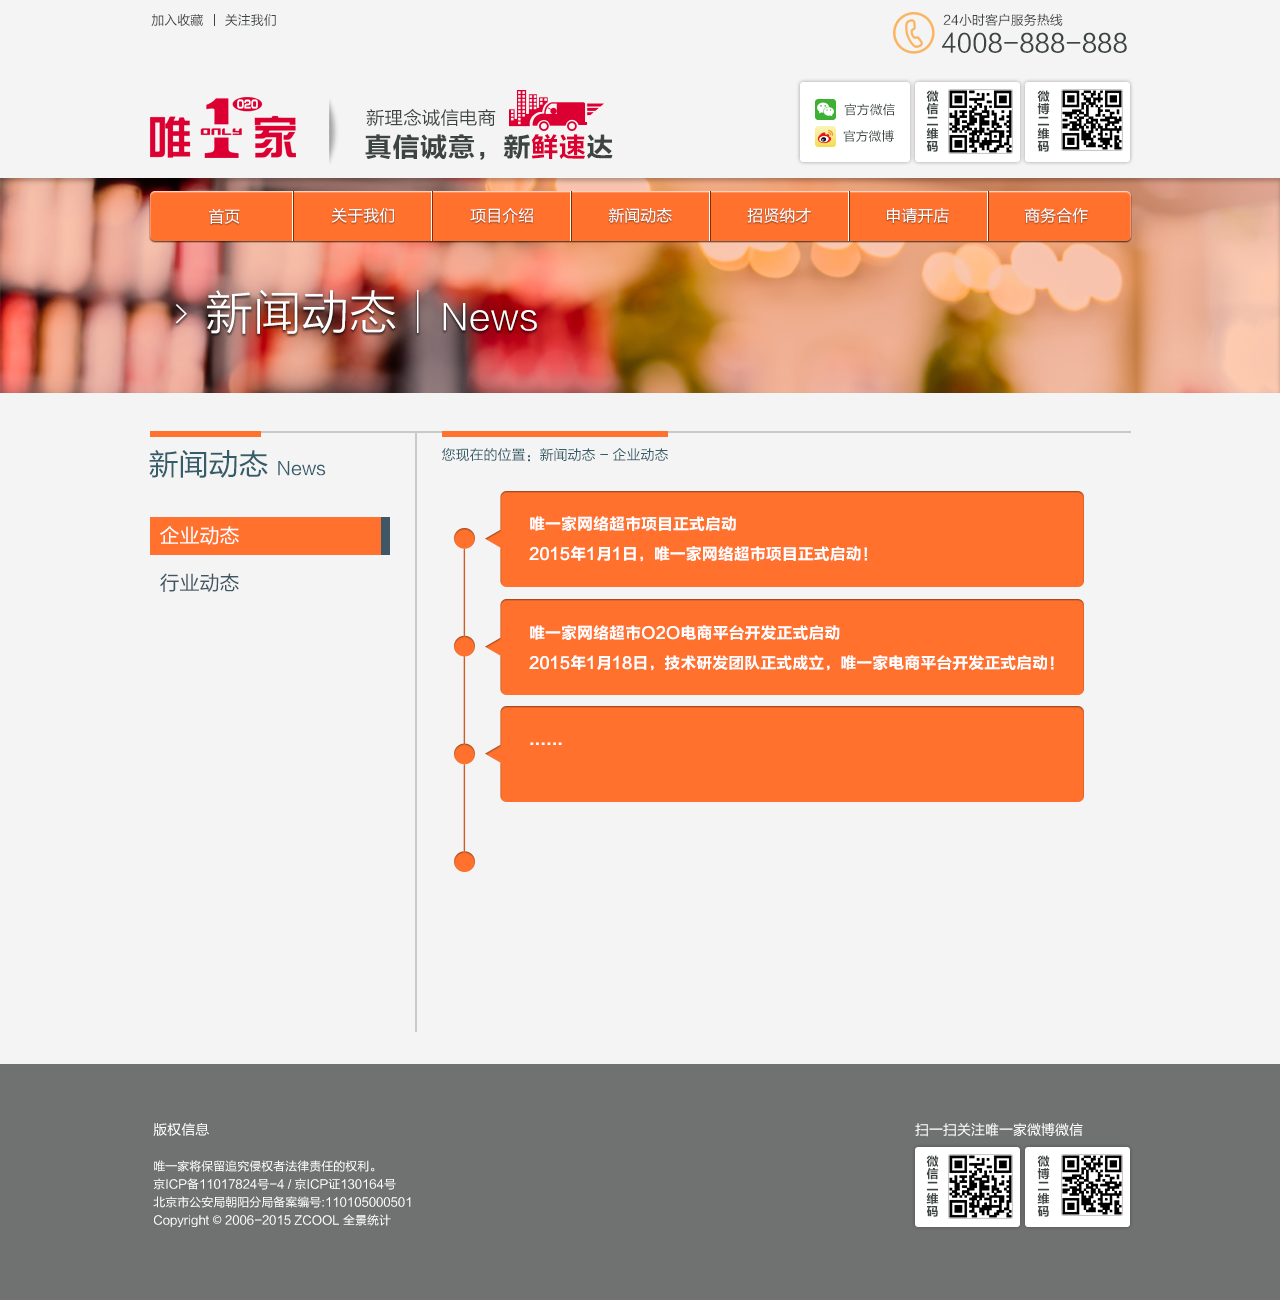 加入收藏 | 关注我们
24小时客户服务热线
4008-888-888
唯1家
O2O
ONLY
新理念诚信电商
真信诚意，新鲜速达
官方微信
官方微博
微信二维码
微博二维码
首页 关于我们 项目介绍 新闻动态 招贤纳才 申请开店 商务合作
> 新闻动态 | News
新闻动态 News
您现在的位置：新闻动态 - 企业动态
企业动态
行业动态
唯一家网络超市项目正式启动
2015年1月1日，唯一家网络超市项目正式启动！
唯一家网络超市O2O电商平台开发正式启动
2015年1月18日，技术研发团队正式成立，唯一家电商平台开发正式启动！
……
版权信息
唯一家将保留追究侵权者法律责任的权利。
京ICP备11017824号-4 / 京ICP证130164号
北京市公安局朝阳分局备案编号:110105000501
Copyright © 2006-2015 ZCOOL 全景统计
扫一扫关注唯一家微博微信
微信二维码
微博二维码